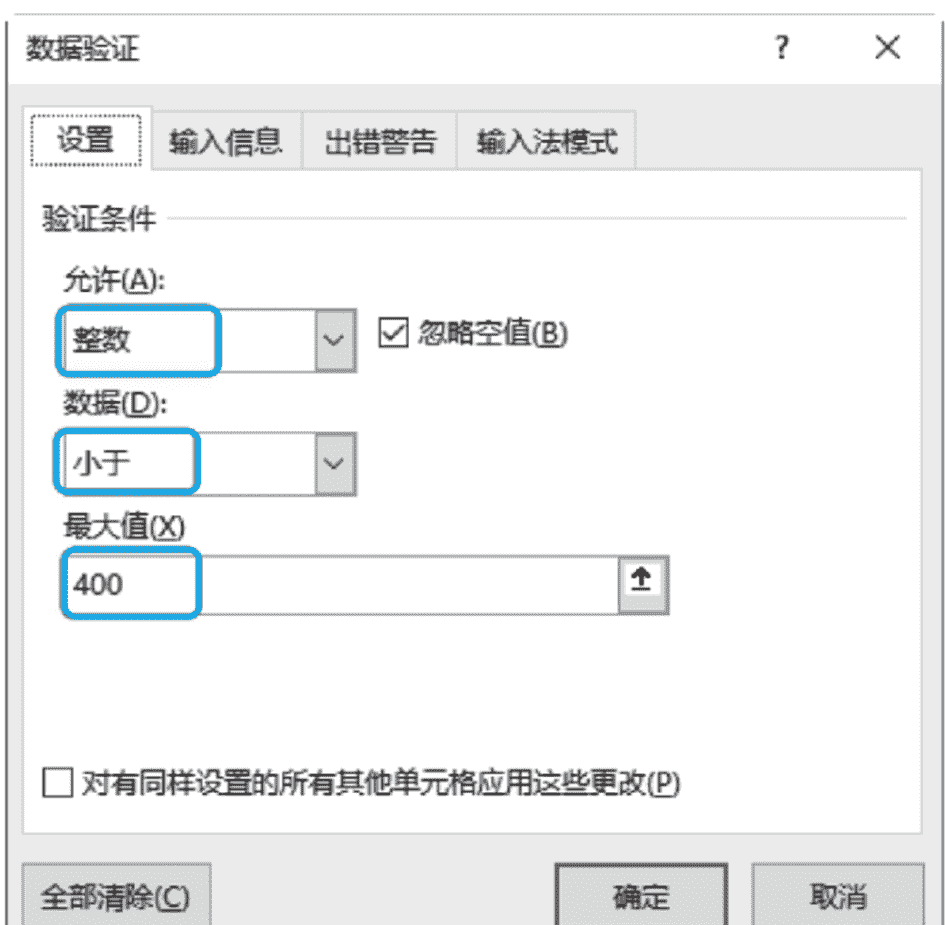 数据验证 ?
设置 输入信息 出错警告 输入法模式
验证条件
允许(A):
整数 忽略空值(B)
数据(D):
小于
最大值(X)
400
对有同样设置的所有其他单元格应用这些更改(P)
全部清除(C) 确定 取消